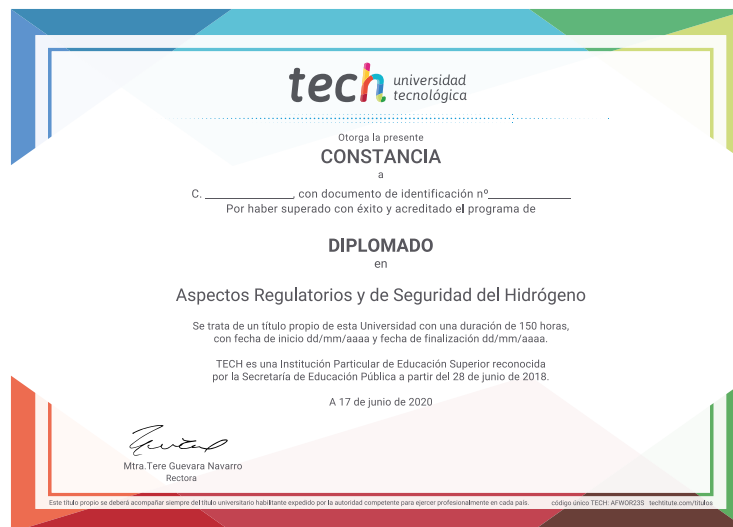 tech universidad
tecnológica
Otorga la presente
CONSTANCIA
a
C. ______________, con documento de identificación nº______________
Por haber superado con éxito y acreditado el programa de
DIPLOMADO
en
Aspectos Regulatorios y de Seguridad del Hidrógeno
Se trata de un título propio de esta Universidad con una duración de 150 horas,
con fecha de inicio dd/mm/aaaa y fecha de finalización dd/mm/aaaa.
TECH es una Institución Particular de Educación Superior reconocida
por la Secretaría de Educación Pública a partir del 28 de junio de 2018.
A 17 de junio de 2020
Mtra.Tere Guevara Navarro
Rectora
Este título propio se deberá acompañar siempre del título universitario habilitante expedido por la autoridad competente para ejercer profesionalmente en cada país. código único TECH: AFWOR23S techtitute.com/titulos